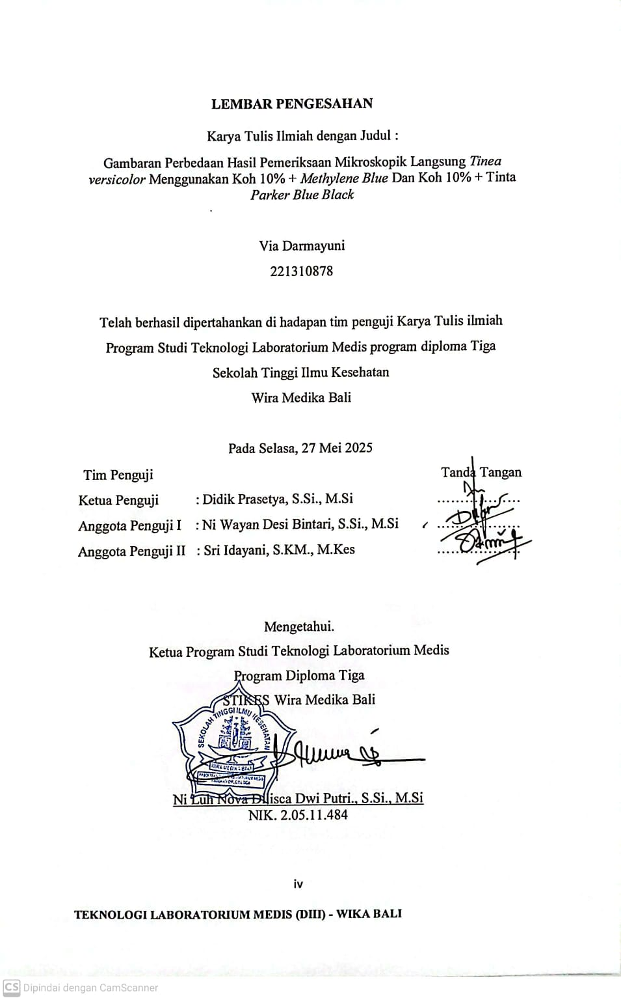 LEMBAR PENGESAHAN
Karya Tulis Ilmiah dengan Judul :
Gambaran Perbedaan Hasil Pemeriksaan Mikroskopik Langsung Tinea
versicolor Menggunakan Koh 10% + Methylene Blue Dan Koh 10% + Tinta
Parker Blue Black
Via Darmayuni
221310878
Telah berhasil dipertahankan di hadapan tim penguji Karya Tulis ilmiah
Program Studi Teknologi Laboratorium Medis program diploma Tiga
Sekolah Tinggi Ilmu Kesehatan
Wira Medika Bali
Pada Selasa, 27 Mei 2025
Tim Penguji Tanda Tangan
Ketua Penguji : Didik Prasetya, S.Si., M.Si
Anggota Penguji I : Ni Wayan Desi Bintari, S.Si., M.Si
Anggota Penguji II : Sri Idayani, S.KM., M.Kes
Mengetahui.
Ketua Program Studi Teknologi Laboratorium Medis
Program Diploma Tiga
STIKES Wira Medika Bali
SEKOLAH TINGGI ILMU KESEHATAN
WIRA MEDIKA BALI
Ni Luh Nova Dilisca Dwi Putri., S.Si., M.Si
NIK. 2.05.11.484
iv
TEKNOLOGI LABORATORIUM MEDIS (DIII) - WIKA BALI
CS Dipindai dengan CamScanner